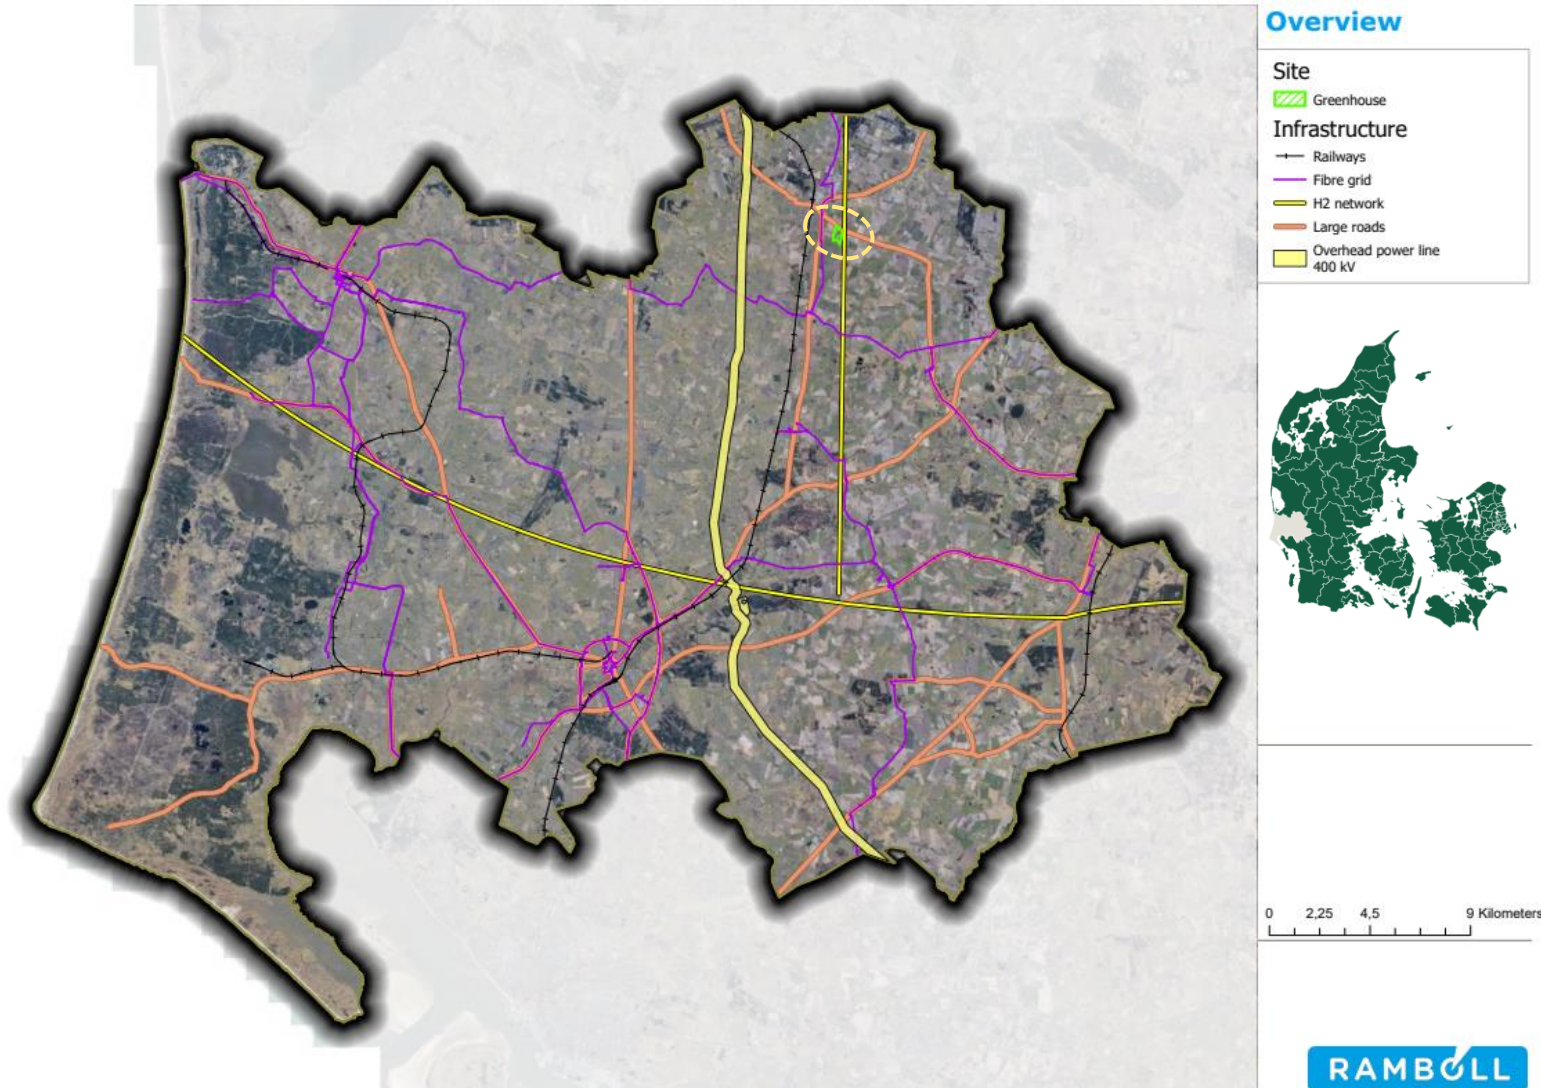 Overview
Site
Greenhouse
Infrastructure
Railways
Fibre grid
H2 network
Large roads
Overhead power line
400 kV
0 2,25 4,5 9 Kilometers
RAMBOLL